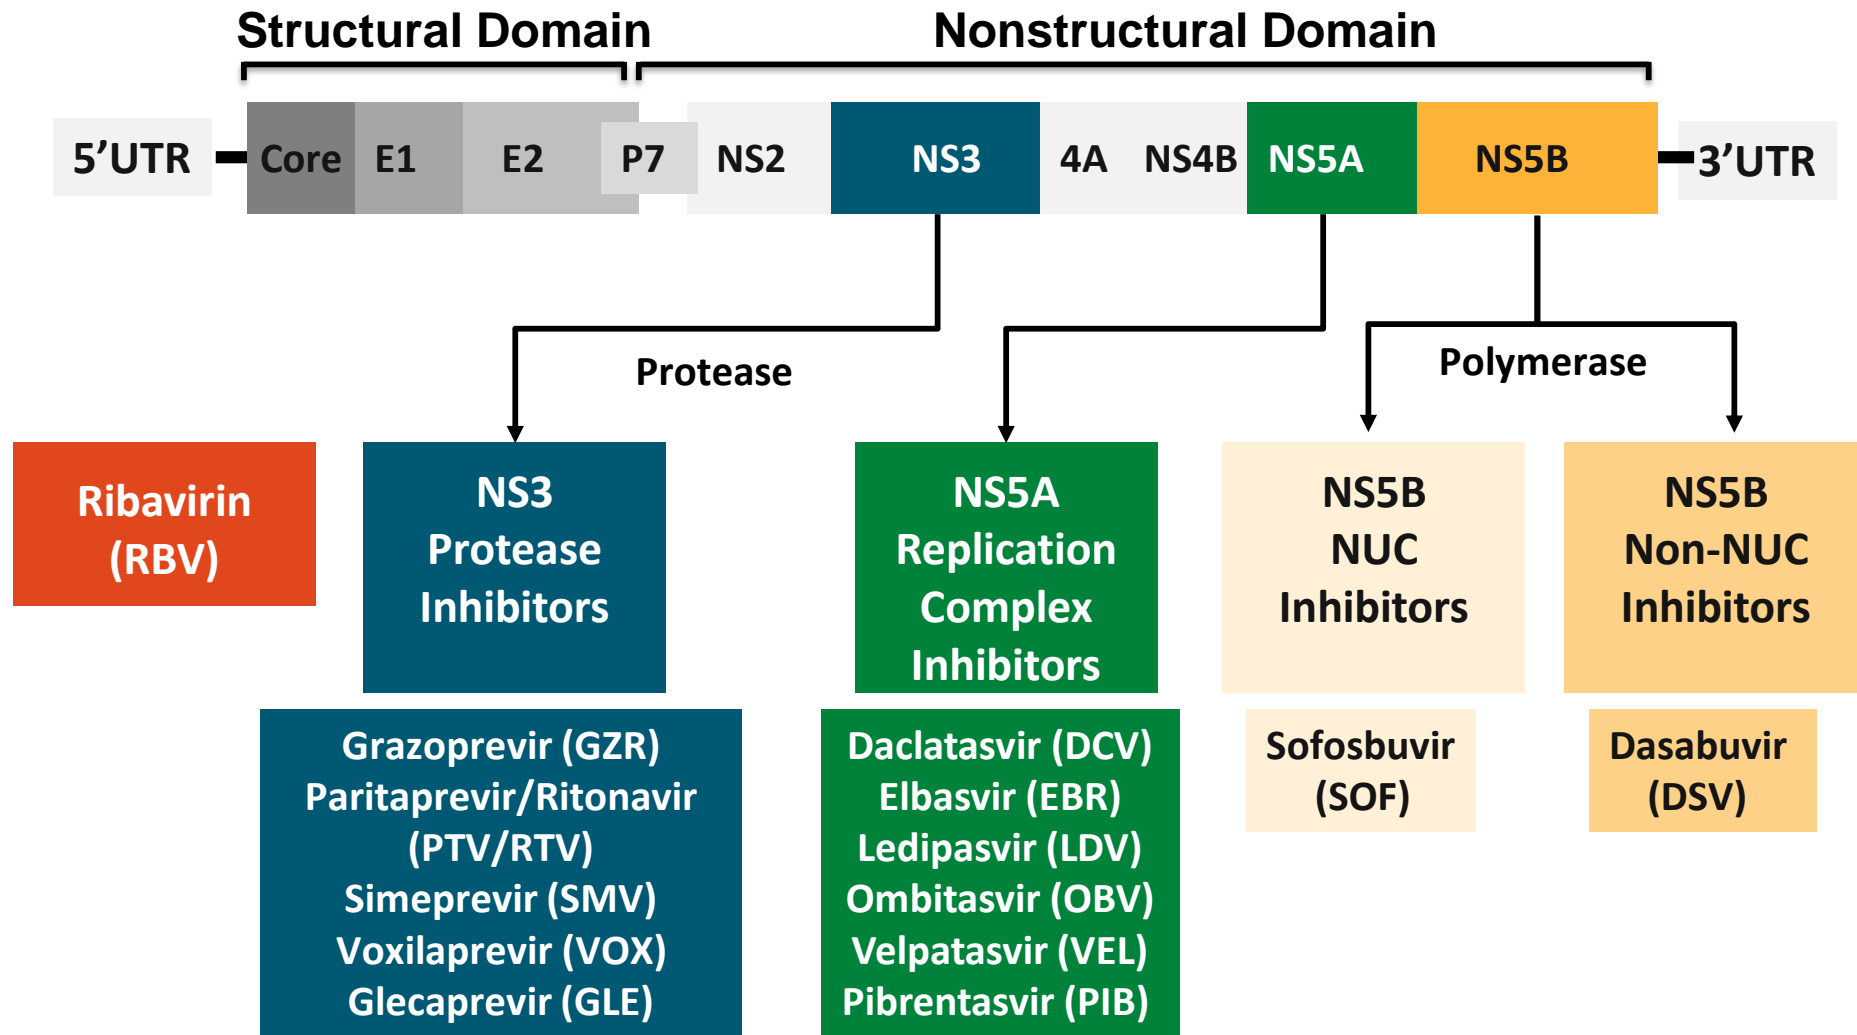 Structural Domain
Nonstructural Domain
5’UTR
Core
E1
E2
P7
NS2
NS3
4A
NS4B
NS5A
NS5B
3’UTR
Protease
Polymerase
Ribavirin
(RBV)
NS3
Protease
Inhibitors
NS5A
Replication
Complex
Inhibitors
NS5B
NUC
Inhibitors
NS5B
Non-NUC
Inhibitors
Grazoprevir (GZR)
Paritaprevir/Ritonavir
(PTV/RTV)
Simeprevir (SMV)
Voxilaprevir (VOX)
Glecaprevir (GLE)
Daclatasvir (DCV)
Elbasvir (EBR)
Ledipasvir (LDV)
Ombitasvir (OBV)
Velpatasvir (VEL)
Pibrentasvir (PIB)
Sofosbuvir
(SOF)
Dasabuvir
(DSV)